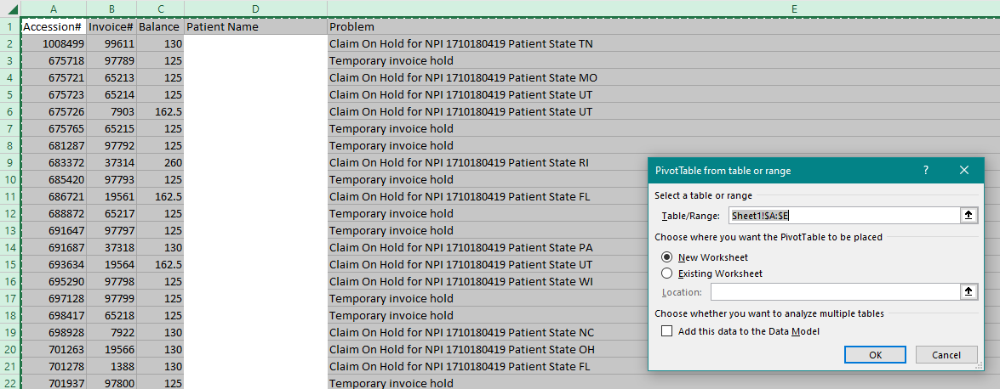 A B C D E
1 Accession# Invoice# Balance Patient Name Problem
2 1008499 99611 130 Claim On Hold for NPI 1710180419 Patient State TN
3 675718 97789 125 Temporary invoice hold
4 675721 65213 125 Claim On Hold for NPI 1710180419 Patient State MO
5 675723 65214 125 Claim On Hold for NPI 1710180419 Patient State UT
6 675726 7903 162.5 Claim On Hold for NPI 1710180419 Patient State UT
7 675765 65215 125 Temporary invoice hold
8 681287 97792 125 Temporary invoice hold
9 683372 37314 260 Claim On Hold for NPI 1710180419 Patient State RI
10 685420 97793 125 Temporary invoice hold
11 686721 19561 162.5 Claim On Hold for NPI 1710180419 Patient State FL
12 688872 65217 125 Temporary invoice hold
13 691647 97797 125 Temporary invoice hold
14 691687 37318 130 Claim On Hold for NPI 1710180419 Patient State PA
15 693634 19564 162.5 Claim On Hold for NPI 1710180419 Patient State UT
16 695290 97798 125 Claim On Hold for NPI 1710180419 Patient State WI
17 697128 97799 125 Temporary invoice hold
18 698417 65218 125 Temporary invoice hold
19 698928 7922 130 Claim On Hold for NPI 1710180419 Patient State NC
20 701263 19566 130 Claim On Hold for NPI 1710180419 Patient State OH
21 701278 1388 130 Claim On Hold for NPI 1710180419 Patient State FL
22 701937 97800 125 Temporary invoice hold
PivotTable from table or range ?
Select a table or range
Table/Range: Sheet1!$A:$E
Choose where you want the PivotTable to be placed
New Worksheet
Existing Worksheet
Location:
Choose whether you want to analyze multiple tables
Add this data to the Data Model
OK Cancel